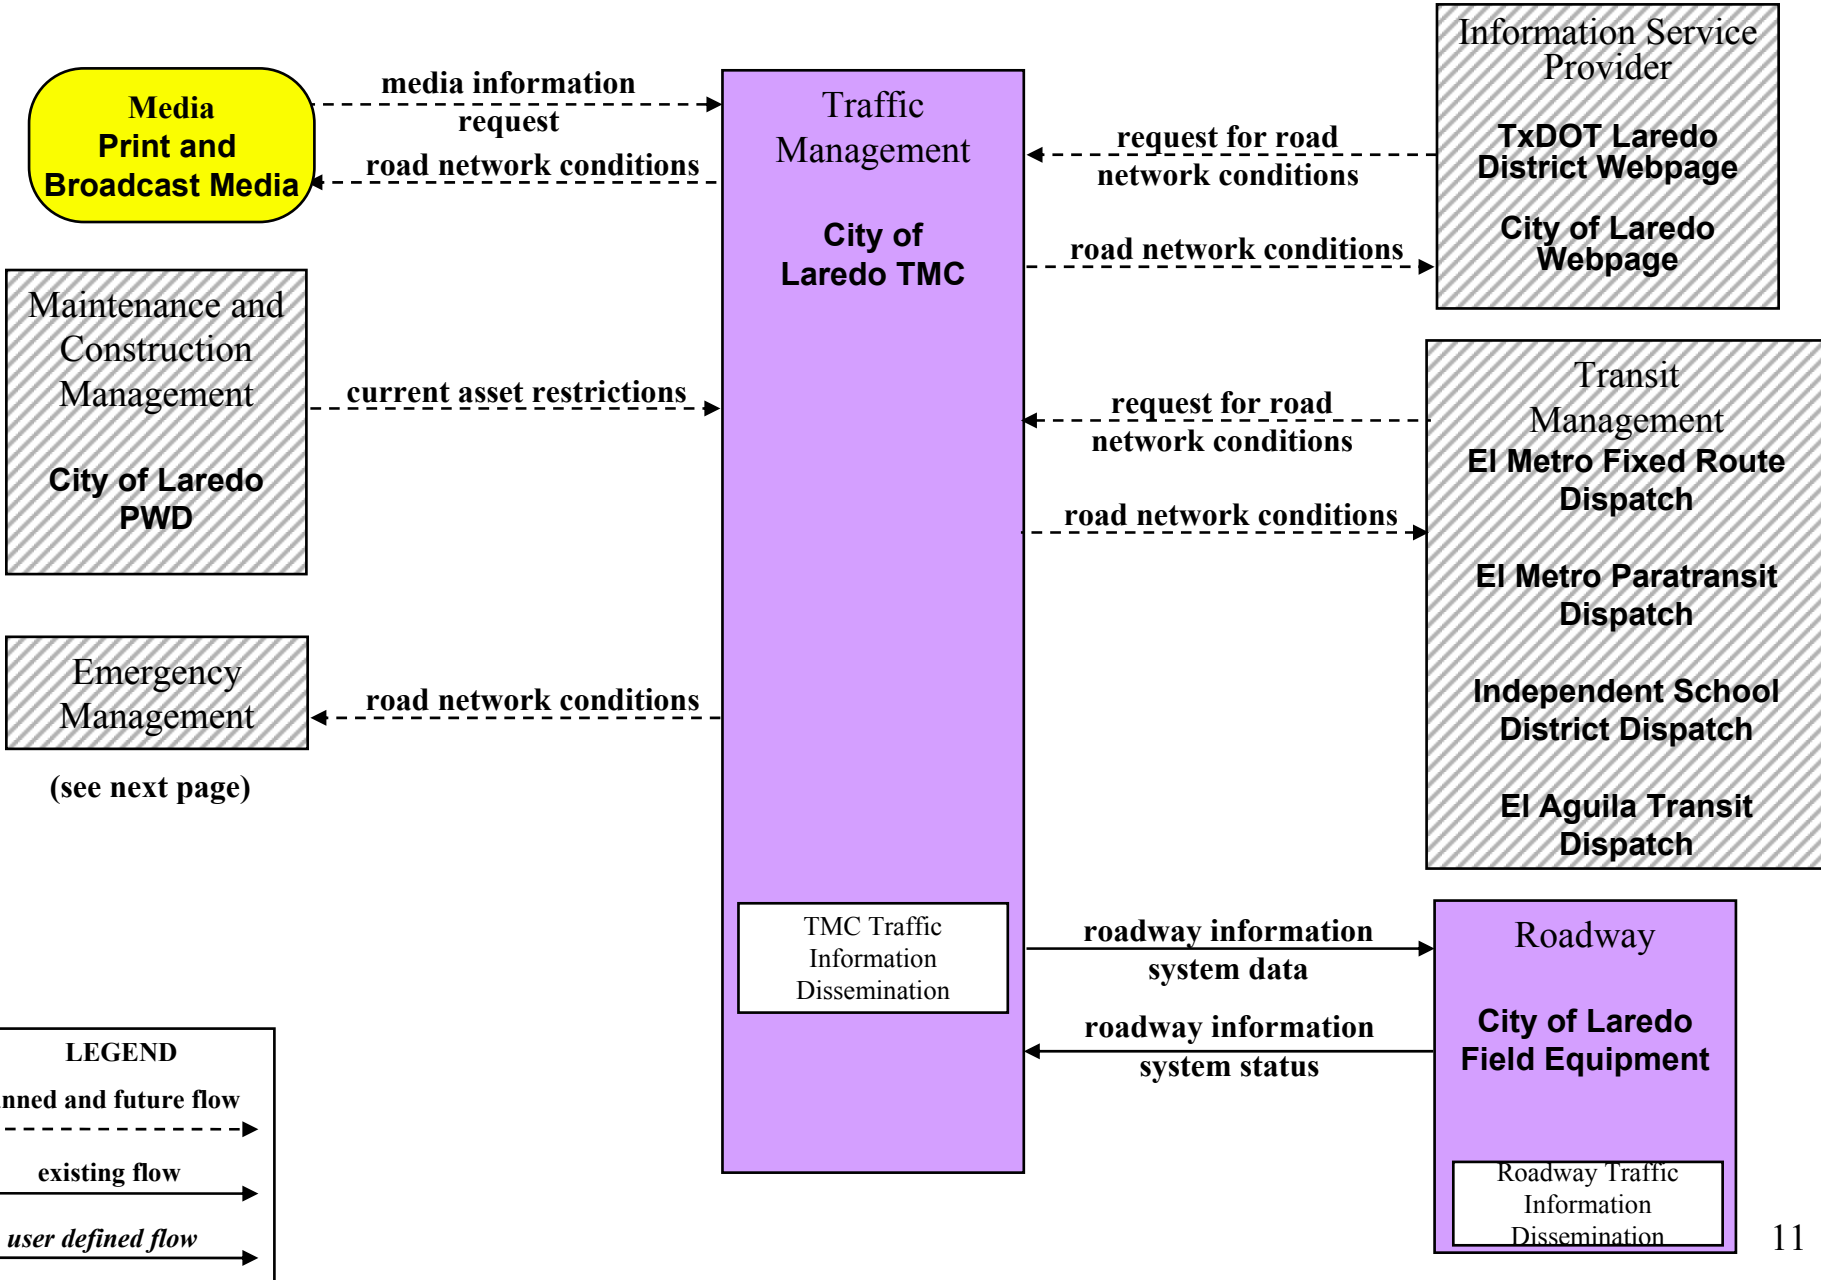 Media
Print and
Broadcast Media
media information
request
road network conditions
Traffic
Management
City of
Laredo TMC
request for road
network conditions
road network conditions
Information Service
Provider
TxDOT Laredo
District Webpage
City of Laredo
Webpage
Maintenance and
Construction
Management
City of Laredo
PWD
current asset restrictions
request for road
network conditions
road network conditions
Transit
Management
El Metro Fixed Route
Dispatch
El Metro Paratransit
Dispatch
Independent School
District Dispatch
El Aguila Transit
Dispatch
Emergency
Management
(see next page)
road network conditions
TMC Traffic
Information
Dissemination
roadway information
system data
roadway information
system status
Roadway
City of Laredo
Field Equipment
Roadway Traffic
Information
Dissemination
LEGEND
nned and future flow
existing flow
user defined flow
11